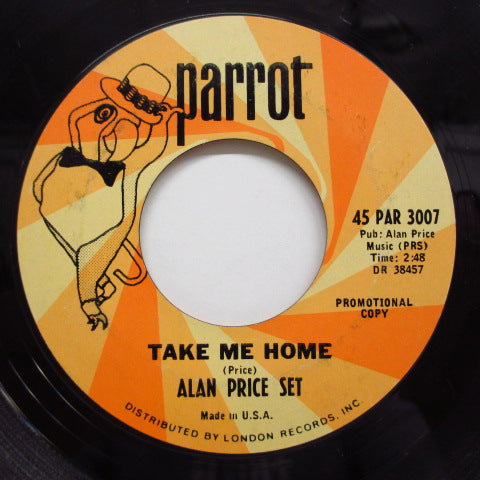 parrot
45 PAR 3007
Pub: Alan Price
Music (PRS)
Time: 2:48
DR 38457
PROMOTIONAL
COPY
TAKE ME HOME
(Price)
ALAN PRICE SET
Made in U.S.A.
DISTRIBUTED BY LONDON RECORDS, INC.